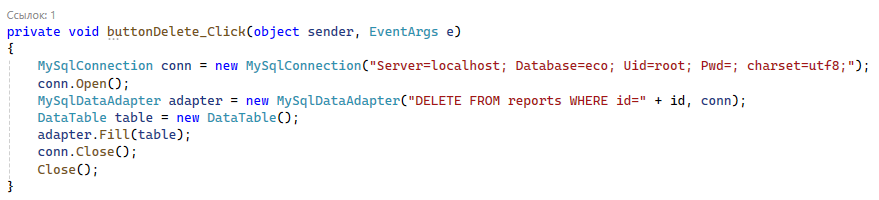 Ссылок: 1
private void buttonDelete_Click(object sender, EventArgs e)
{
    MySqlConnection conn = new MySqlConnection("Server=localhost; Database=eco; Uid=root; Pwd=; charset=utf8;");
    conn.Open();
    MySqlDataAdapter adapter = new MySqlDataAdapter("DELETE FROM reports WHERE id=" + id, conn);
    DataTable table = new DataTable();
    adapter.Fill(table);
    conn.Close();
    Close();
}